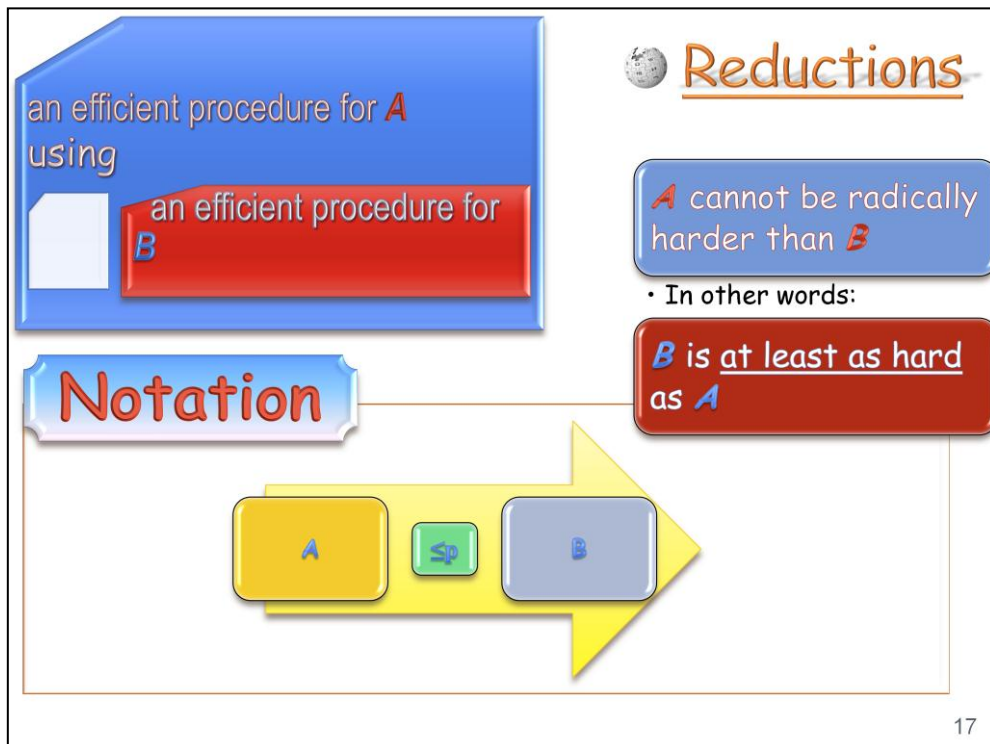 Reductions
an efficient procedure for A
using
an efficient procedure for
B
A cannot be radically
harder than B
• In other words:
B is at least as hard
as A
Notation
A ≤p B
17